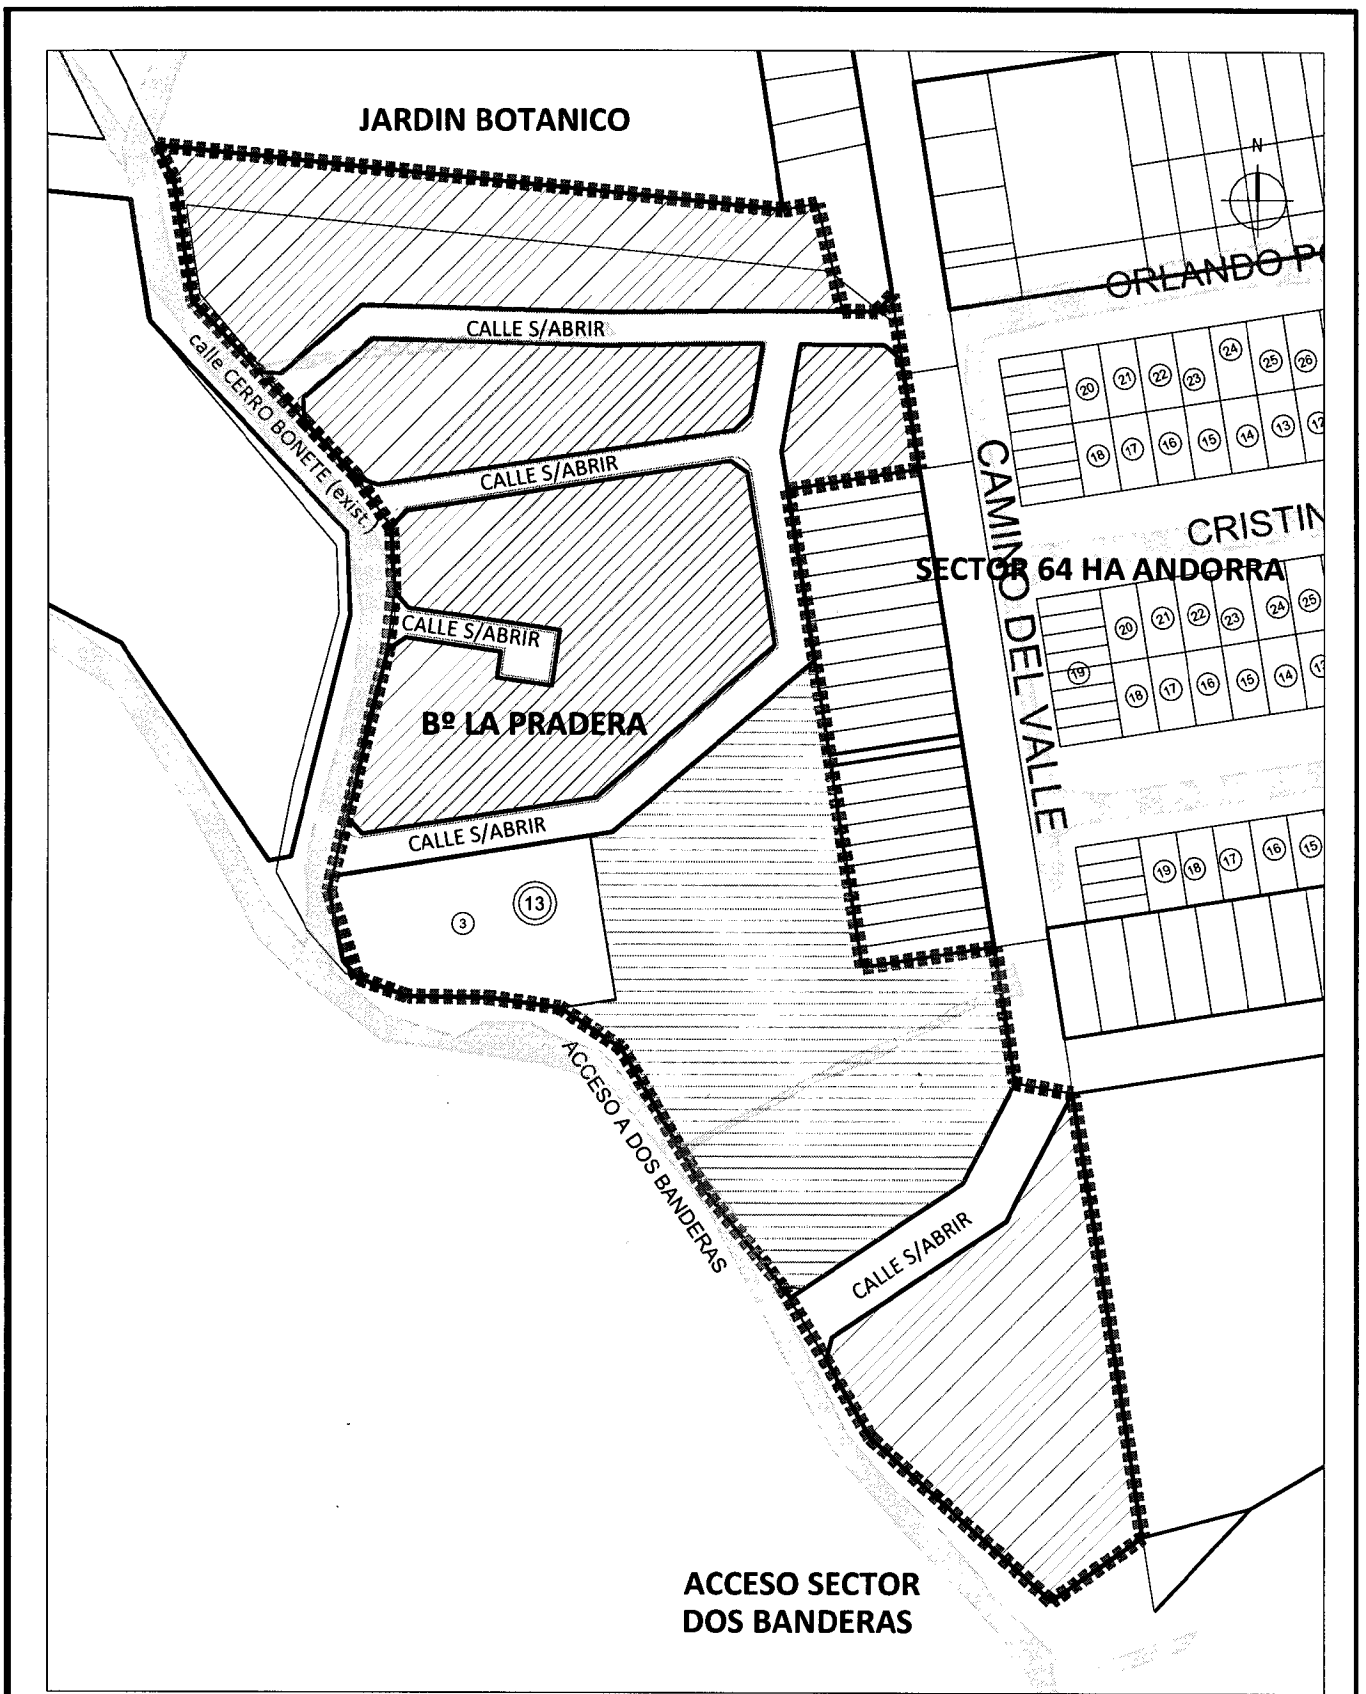 JARDIN BOTANICO
N
ORLANDO
CALLE S/ABRIR
calle CERRO BONETE (exist.)
20
21
22
23
24
25
26
18
17
16
15
14
13
12
CALLE S/ABRIR
CAMINO DEL VALLE
CRISTIN
SECTOR 64 HA ANDORRA
CALLE S/ABRIR
20
21
22
23
24
25
19
18
17
16
15
14
Bº LA PRADERA
CALLE S/ABRIR
19
18
17
16
15
3
13
ACCESO A DOS BANDERAS
CALLE S/ABRIR
ACCESO SECTOR
DOS BANDERAS